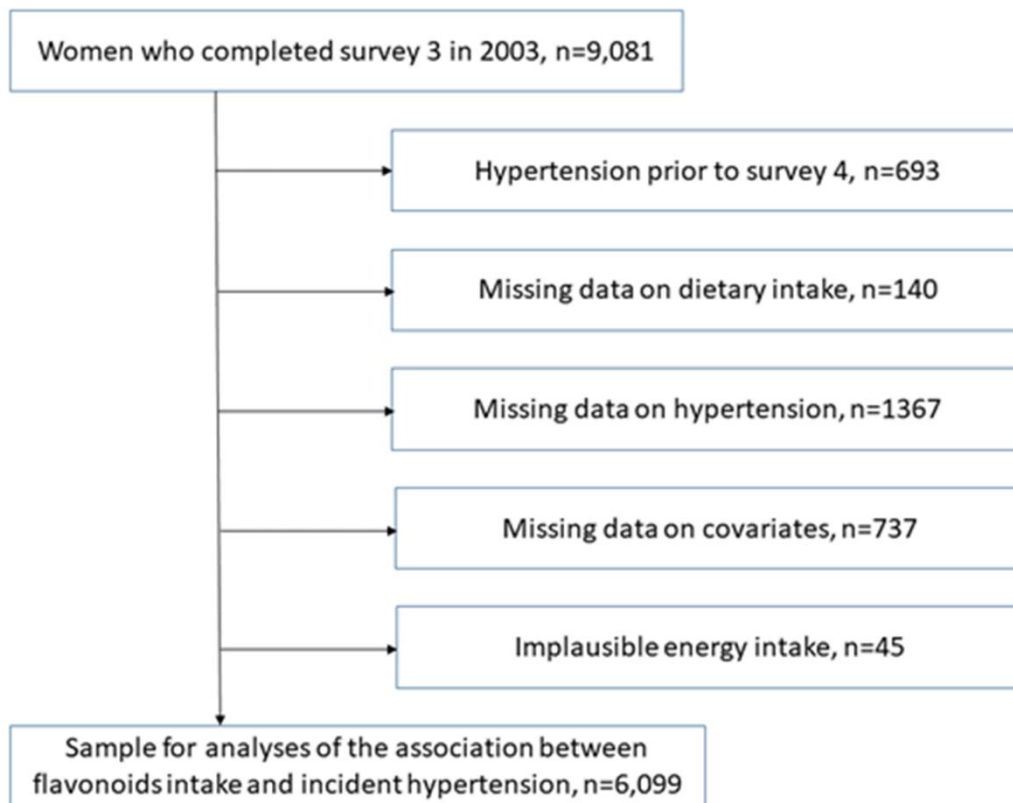 Women who completed survey 3 in 2003, n=9,081
Hypertension prior to survey 4, n=693
Missing data on dietary intake, n=140
Missing data on hypertension, n=1367
Missing data on covariates, n=737
Implausible energy intake, n=45
Sample for analyses of the association between
flavonoids intake and incident hypertension, n=6,099